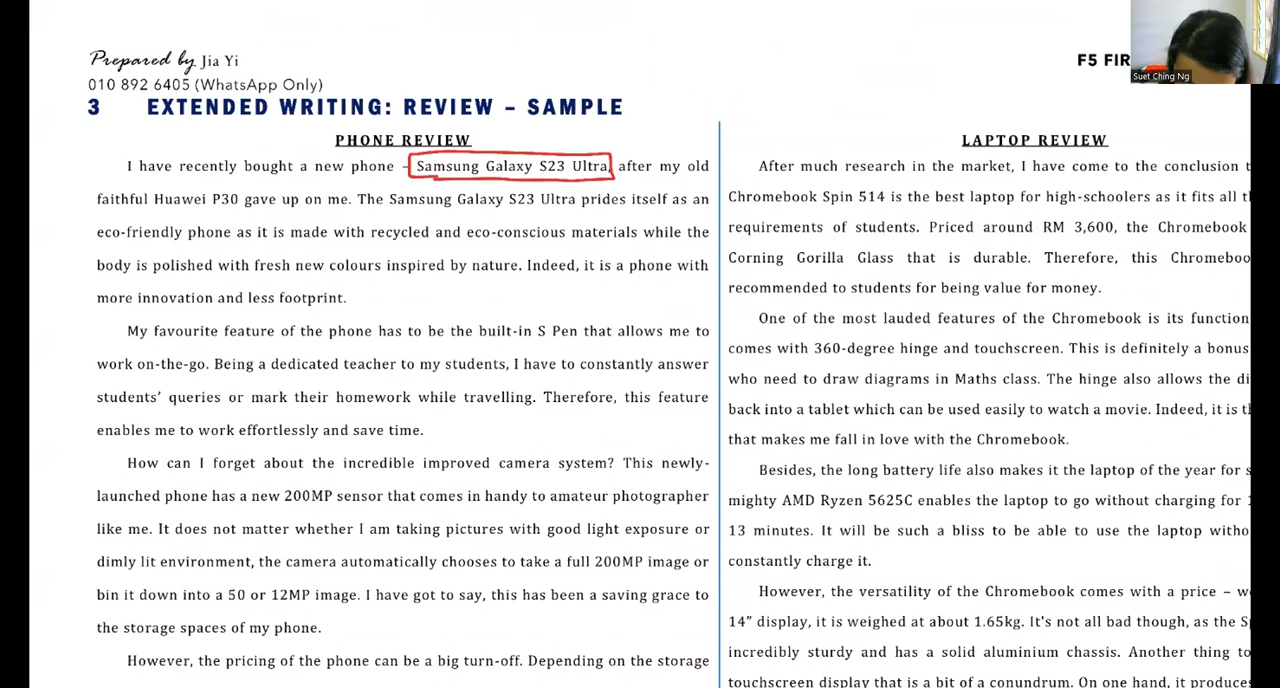 Prepared by Jia Yi
010 892 6405 (WhatsApp Only)
F5 FIR
Suet Ching Ng
3 EXTENDED WRITING: REVIEW – SAMPLE
PHONE REVIEW
I have recently bought a new phone – Samsung Galaxy S23 Ultra, after my old
faithful Huawei P30 gave up on me. The Samsung Galaxy S23 Ultra prides itself as an
eco-friendly phone as it is made with recycled and eco-conscious materials while the
body is polished with fresh new colours inspired by nature. Indeed, it is a phone with
more innovation and less footprint.
My favourite feature of the phone has to be the built-in S Pen that allows me to
work on-the-go. Being a dedicated teacher to my students, I have to constantly answer
students' queries or mark their homework while travelling. Therefore, this feature
enables me to work effortlessly and save time.
How can I forget about the incredible improved camera system? This newly-
launched phone has a new 200MP sensor that comes in handy to amateur photographer
like me. It does not matter whether I am taking pictures with good light exposure or
dimly lit environment, the camera automatically chooses to take a full 200MP image or
bin it down into a 50 or 12MP image. I have got to say, this has been a saving grace to
the storage spaces of my phone.
However, the pricing of the phone can be a big turn-off. Depending on the storage
LAPTOP REVIEW
After much research in the market, I have come to the conclusion
Chromebook Spin 514 is the best laptop for high-schoolers as it fits all
requirements of students. Priced around RM 3,600, the Chromebook
Corning Gorilla Glass that is durable. Therefore, this Chromeboo
recommended to students for being value for money.
One of the most lauded features of the Chromebook is its function
comes with 360-degree hinge and touchscreen. This is definitely a bonus
who need to draw diagrams in Maths class. The hinge also allows the di
back into a tablet which can be used easily to watch a movie. Indeed, it is
that makes me fall in love with the Chromebook.
Besides, the long battery life also makes it the laptop of the year for
mighty AMD Ryzen 5625C enables the laptop to go without charging for
13 minutes. It will be such a bliss to be able to use the laptop witho
constantly charge it.
However, the versatility of the Chromebook comes with a price –
14” display, it is weighed at about 1.65kg. It's not all bad though, as the
incredibly sturdy and has a solid aluminium chassis. Another thing to
touchscreen display that is a bit of a conundrum. On one hand, it produces